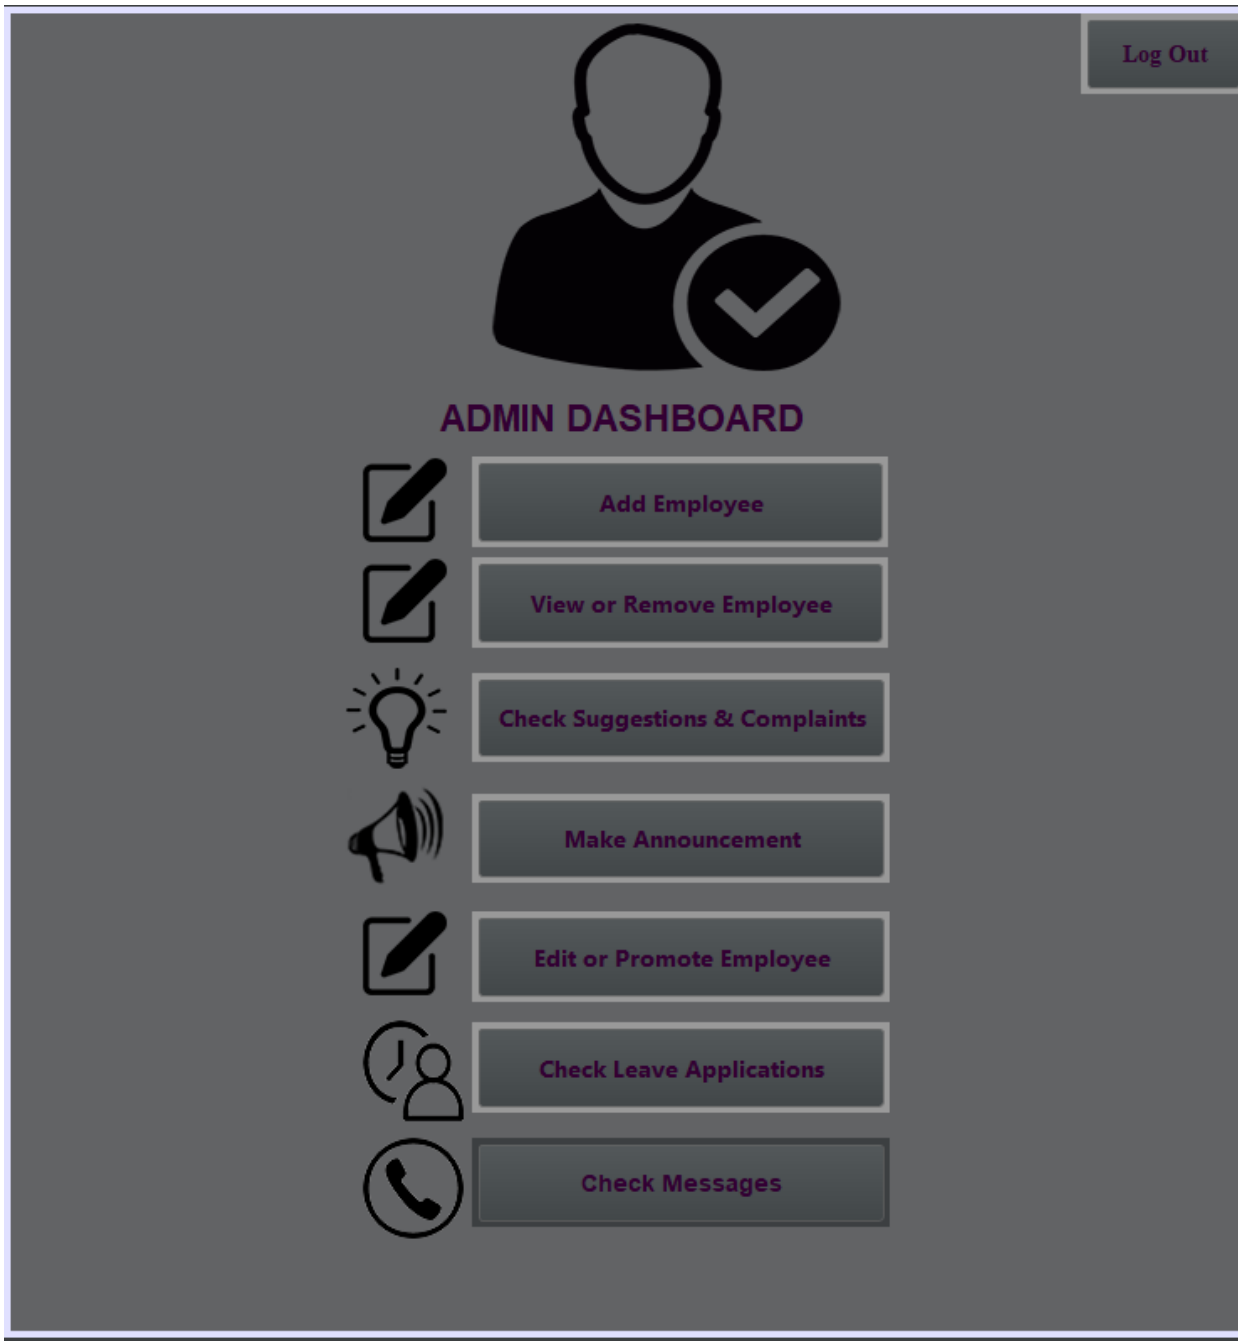 Log Out
ADMIN DASHBOARD
Add Employee
View or Remove Employee
Check Suggestions & Complaints
Make Announcement
Edit or Promote Employee
Check Leave Applications
Check Messages